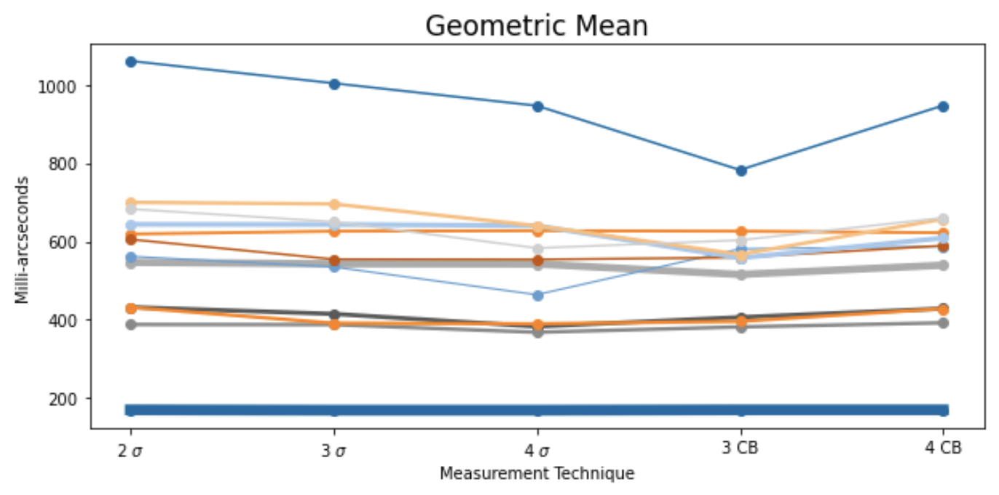 Geometric Mean
Milli-arcseconds
1000
800
600
400
200
2 σ
3 σ
4 σ
3 CB
4 CB
Measurement Technique